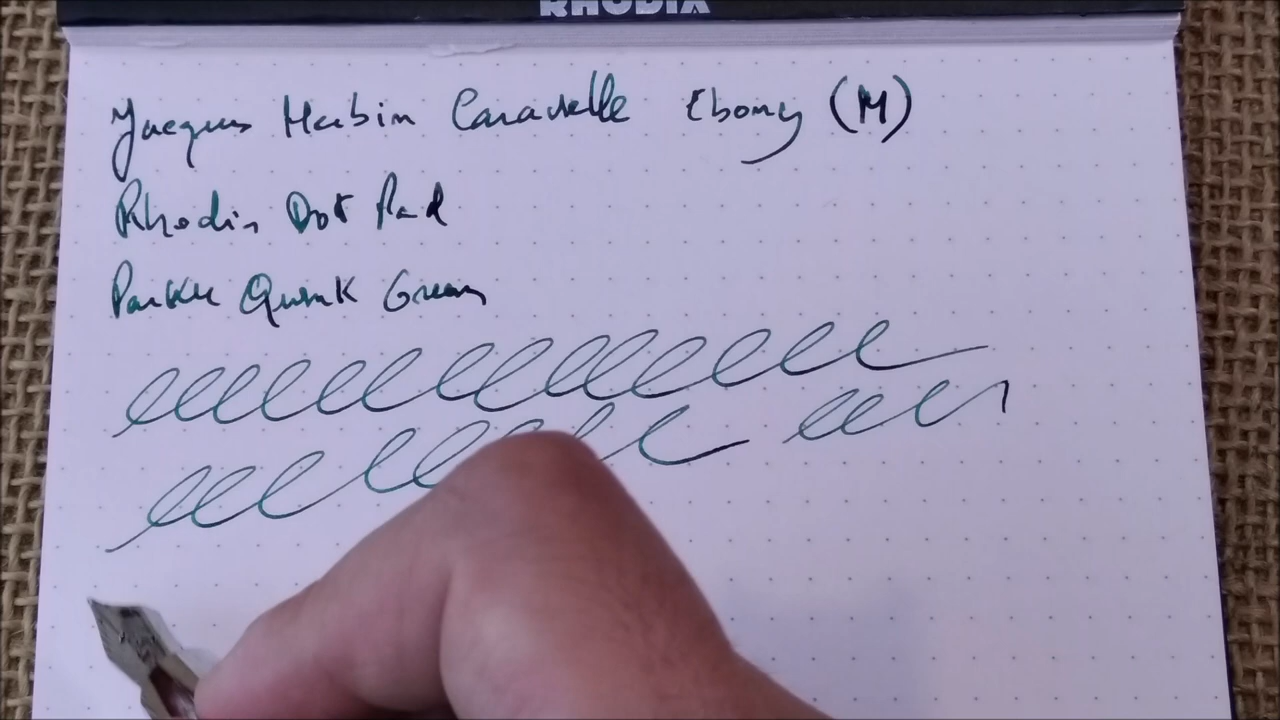 RHODIA
Jacques Herbin Caravelle Ebony (M)
Rhodia Dot Pad
Parker Quink Green